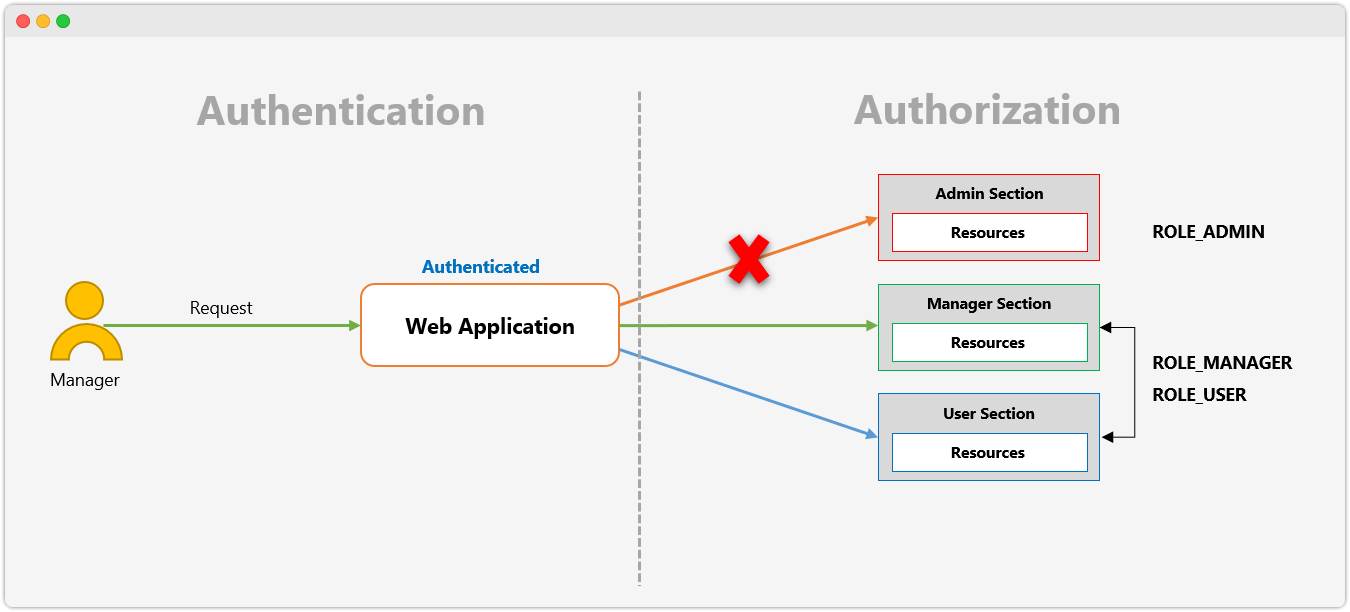 Authentication
Authorization
Admin Section
Resources
ROLE_ADMIN
Authenticated
Request
Web Application
Manager
Manager Section
Resources
ROLE_MANAGER
ROLE_USER
User Section
Resources